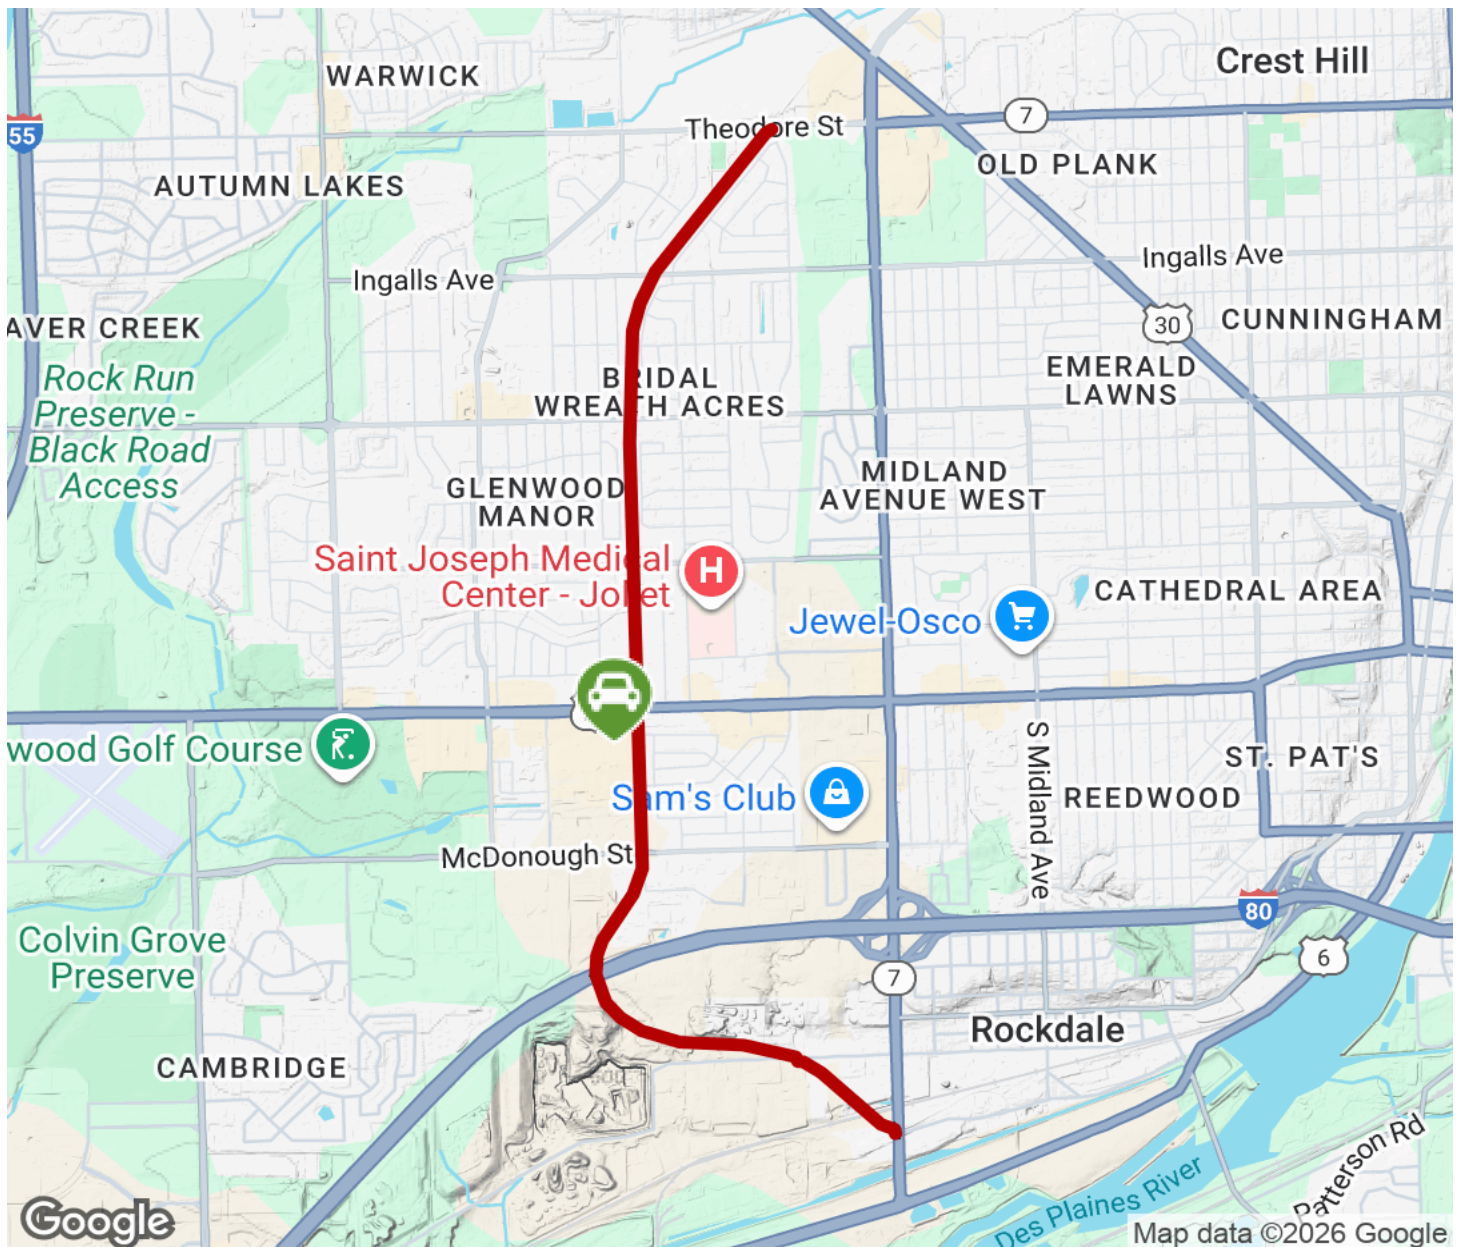 WARWICK
Crest Hill
7
55
Theodore St
OLD PLANK
AUTUMN LAKES
Ingalls Ave
Ingalls Ave
AVER CREEK
30
CUNNINGHAM
Rock Run
Preserve -
Black Road
Access
BRIDAL
WREATH ACRES
EMERALD
LAWNS
GLENWOOD
MANOR
MIDLAND
AVENUE WEST
Saint Joseph Medical
Center - Joliet
H
CATHEDRAL AREA
Jewel-Osco
wood Golf Course
S Midland Ave
ST. PAT'S
Sam's Club
REEDWOOD
McDonough St
80
Colvin Grove
Preserve
6
7
Rockdale
CAMBRIDGE
Patterson Rd
Des Plaines River
Google
Map data ©2026 Google